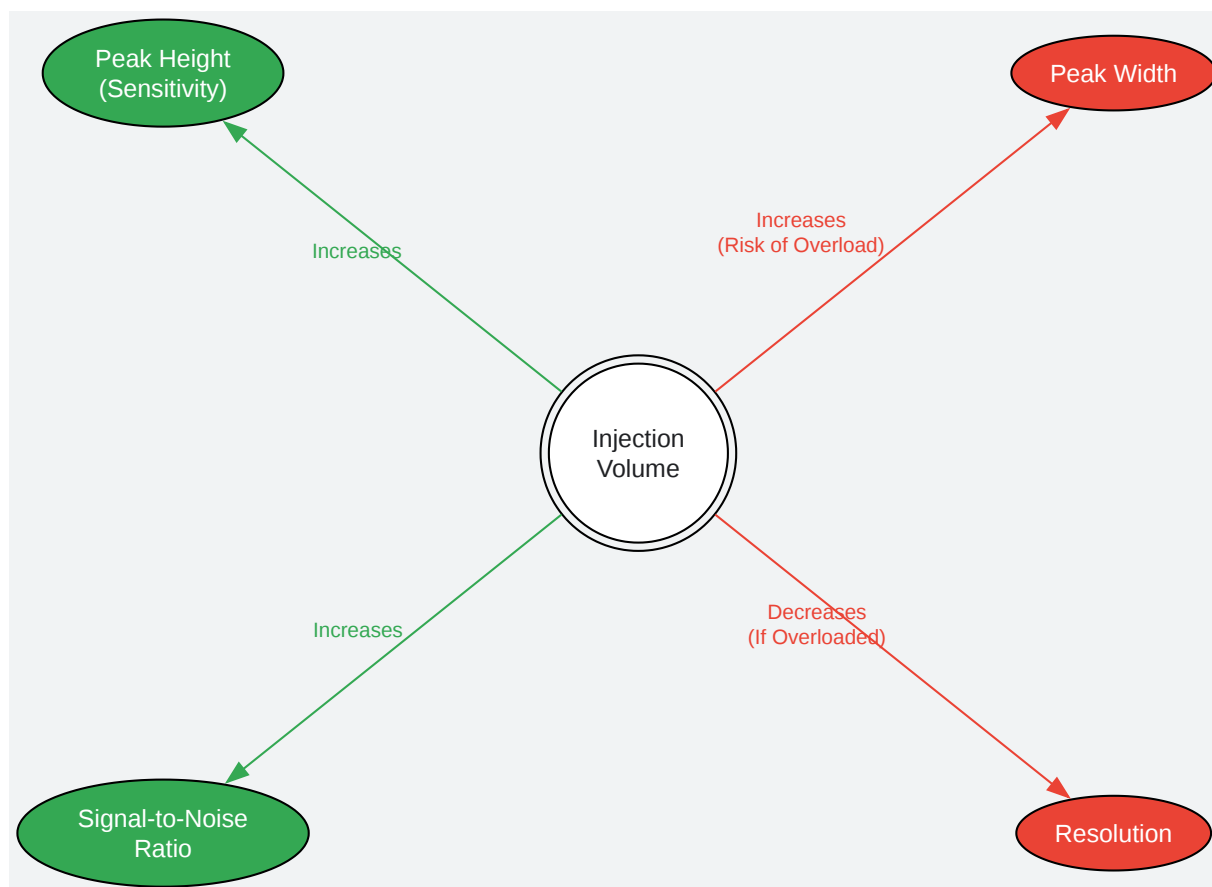 Peak Height
(Sensitivity)
Peak Width
Increases
(Risk of Overload)
Increases
Injection
Volume
Decreases
(If Overloaded)
Increases
Signal-to-Noise
Ratio
Resolution